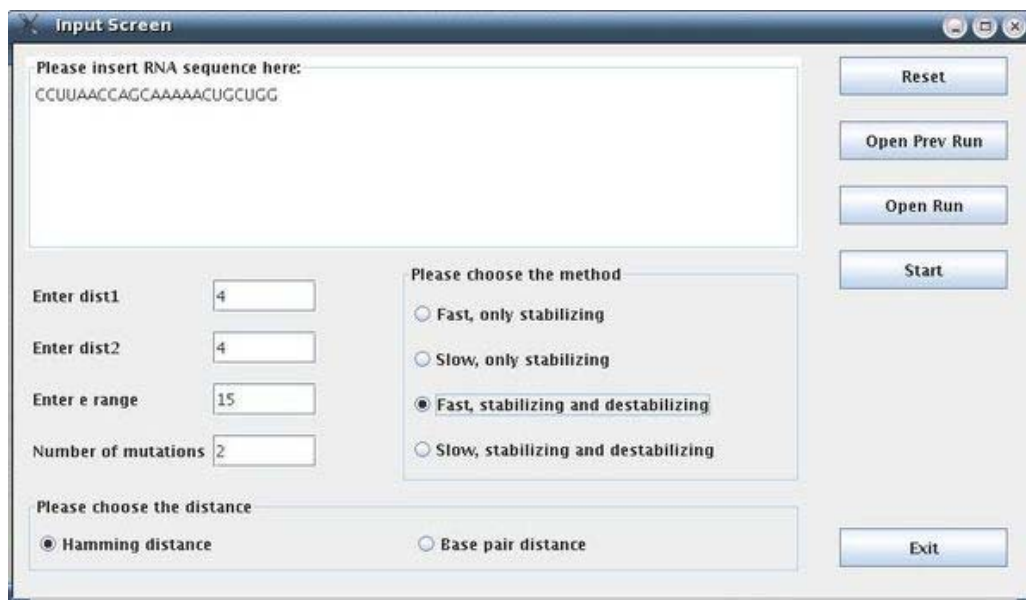 Input Screen
Please insert RNA sequence here:
CCUUAACCAGCAAAAACUGCUGG
Reset
Open Prev Run
Open Run
Start
Enter dist1 4
Enter dist2 4
Enter e range 15
Number of mutations 2
Please choose the method
Fast, only stabilizing
Slow, only stabilizing
Fast, stabilizing and destabilizing
Slow, stabilizing and destabilizing
Please choose the distance
Hamming distance
Base pair distance
Exit